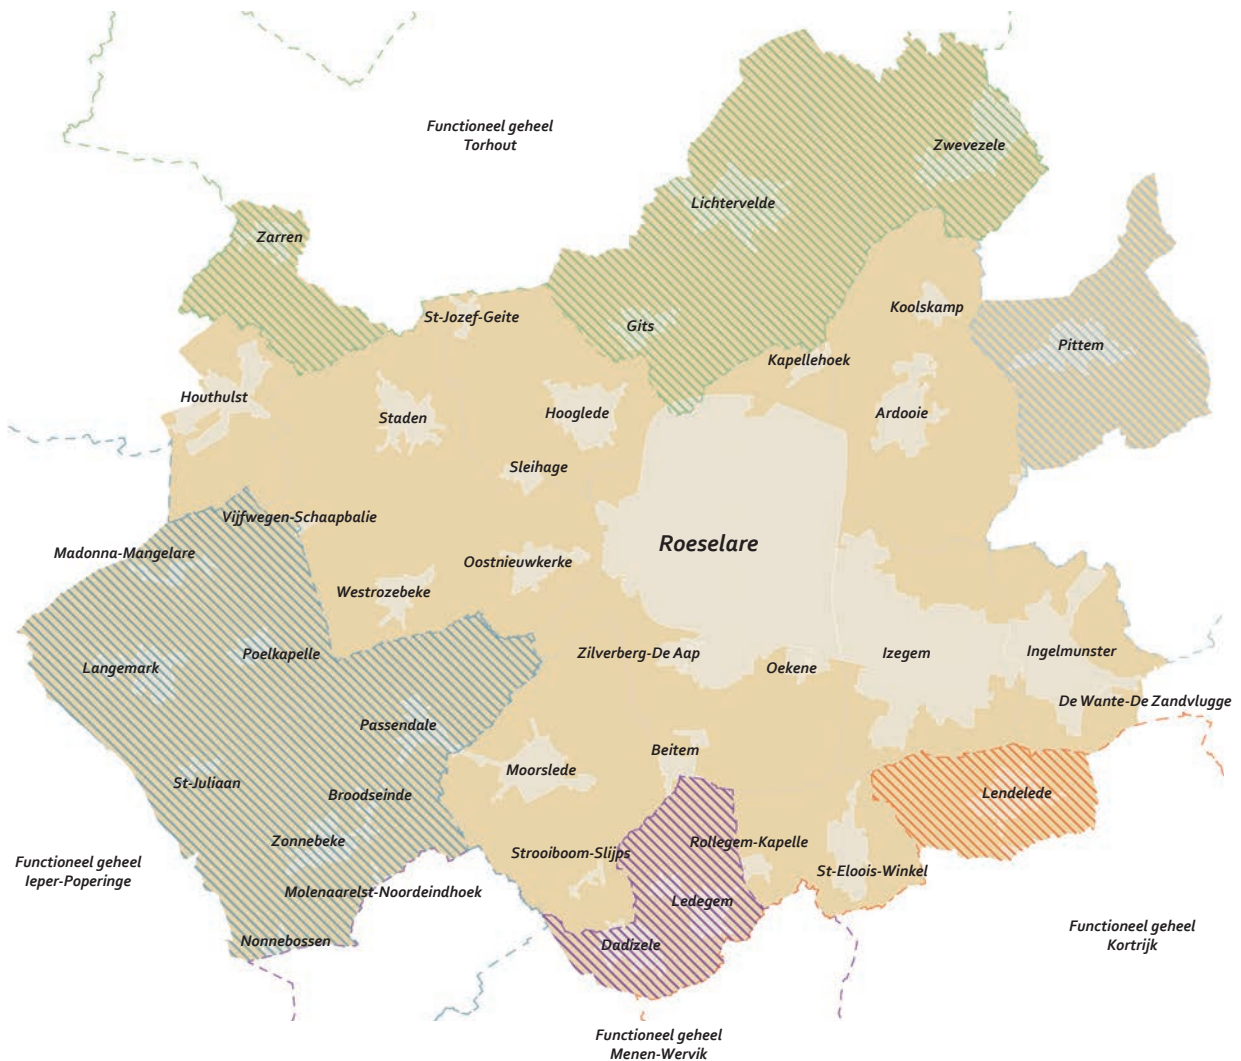 Functioneel geheel
Torhout
Zwevezele
Lichtervelde
Zarren
Koolskamp
St-Jozef-Geite
Gits
Pittem
Kapellehoek
Houthulst
Staden
Hooglede
Ardooie
Sleihage
Vijfwegen-Schaapbalie
Roeselare
Madonna-Mangelare
Oostnieuwkerke
Westrozebeke
Langemark
Poelkapelle
Zilverberg-De Aap
Oekene
Izegem
Ingelmunster
De Wante-De Zandvlugge
Passendale
Beitem
Moorslede
St-Juliaan
Broodseinde
Lendelede
Zonnebeke
Rollegem-Kapelle
Strooiboom-Slijps
Functioneel geheel
Ieper-Poperinge
St-Eloois-Winkel
Molenaarelst-Noordeindhoek
Ledegem
Functioneel geheel
Kortrijk
Nonnebossen
Dadizele
Functioneel geheel
Menen-Wervik